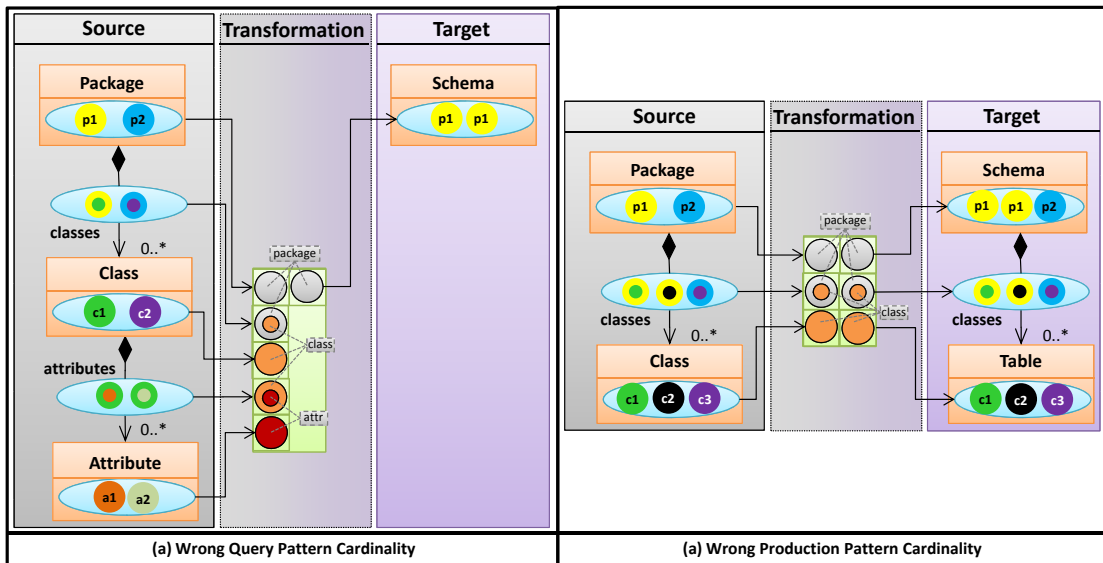 Source
Transformation
Target
Package
p1 p2
Schema
p1 p1
classes
0..*
Class
c1 c2
package
class
attributes
attr
0..*
Attribute
a1 a2
(a) Wrong Query Pattern Cardinality
Source
Transformation
Target
Package
p1 p2
Schema
p1 p1 p2
package
classes
0..*
class
classes
0..*
Class
c1 c2 c3
Table
c1 c2 c3
(a) Wrong Production Pattern Cardinality